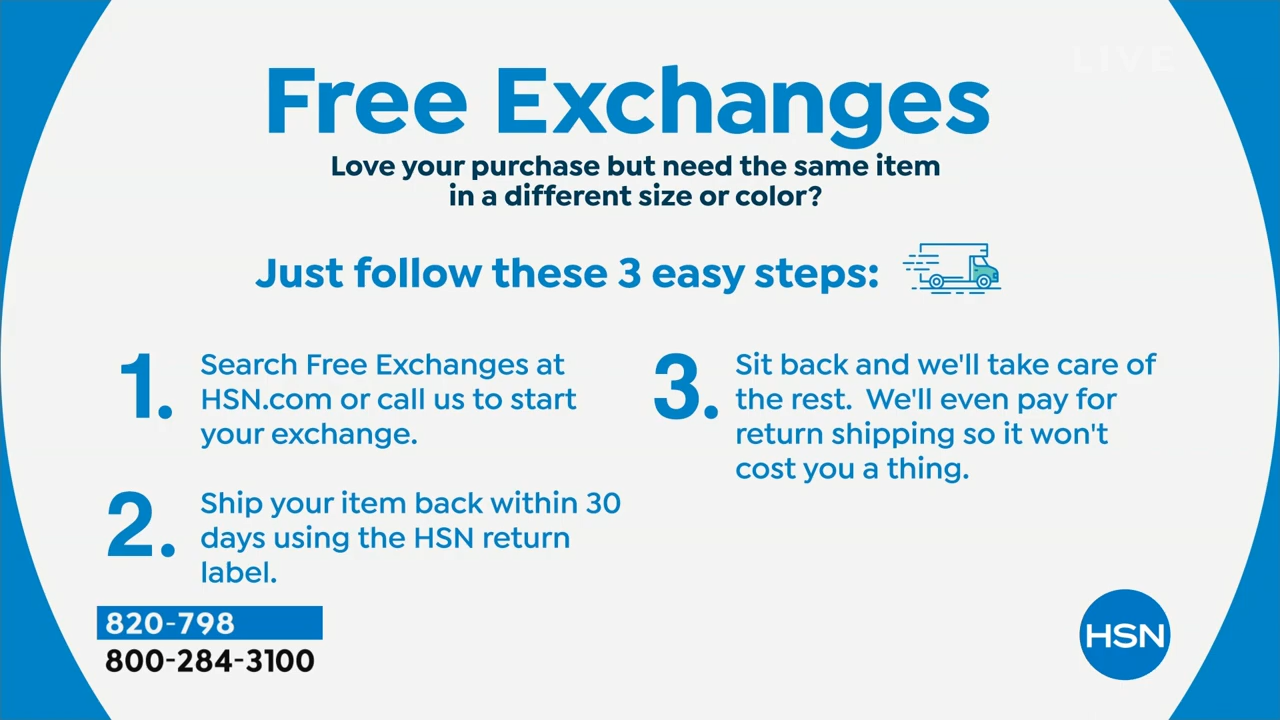 LIVE
Free Exchanges
Love your purchase but need the same item
in a different size or color?
Just follow these 3 easy steps:
1. Search Free Exchanges at
HSN.com or call us to start
your exchange.
2. Ship your item back within 30
days using the HSN return
label.
3. Sit back and we'll take care of
the rest.  We'll even pay for
return shipping so it won't
cost you a thing.
820-798
800-284-3100
HSN